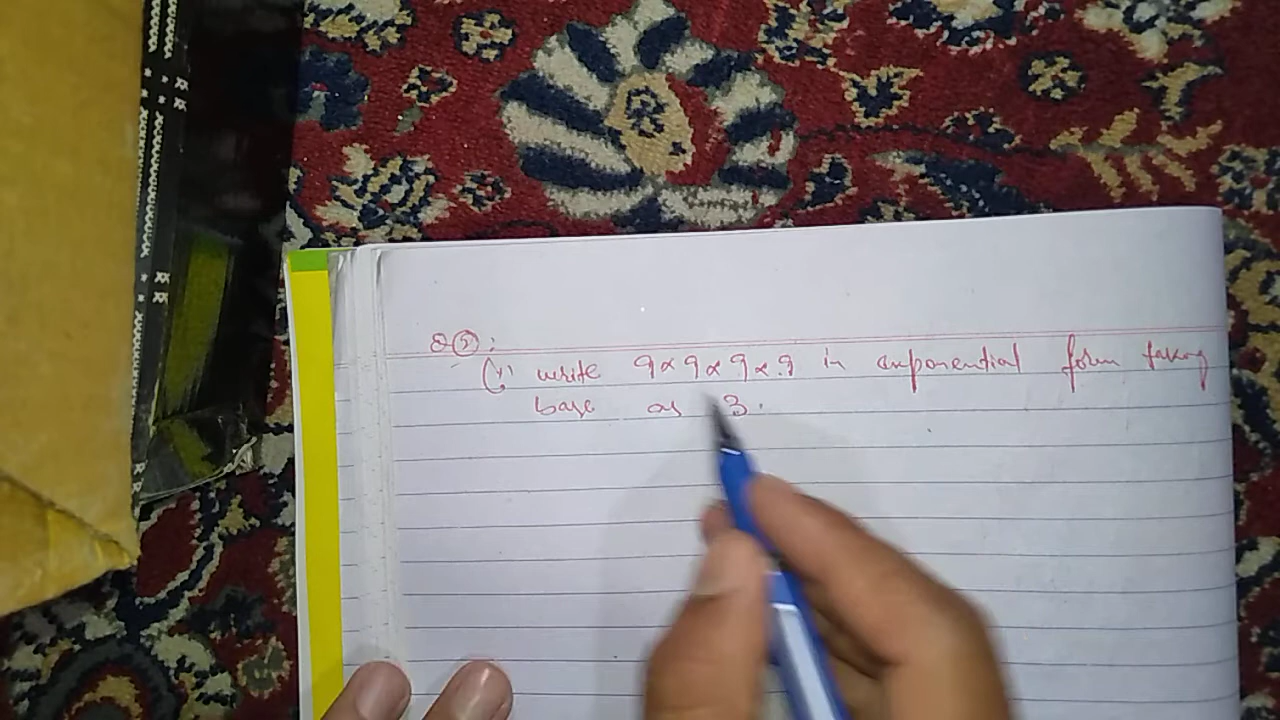 Q②:
(i) write 9×9×9×9 in exponential form taking
base as 3.